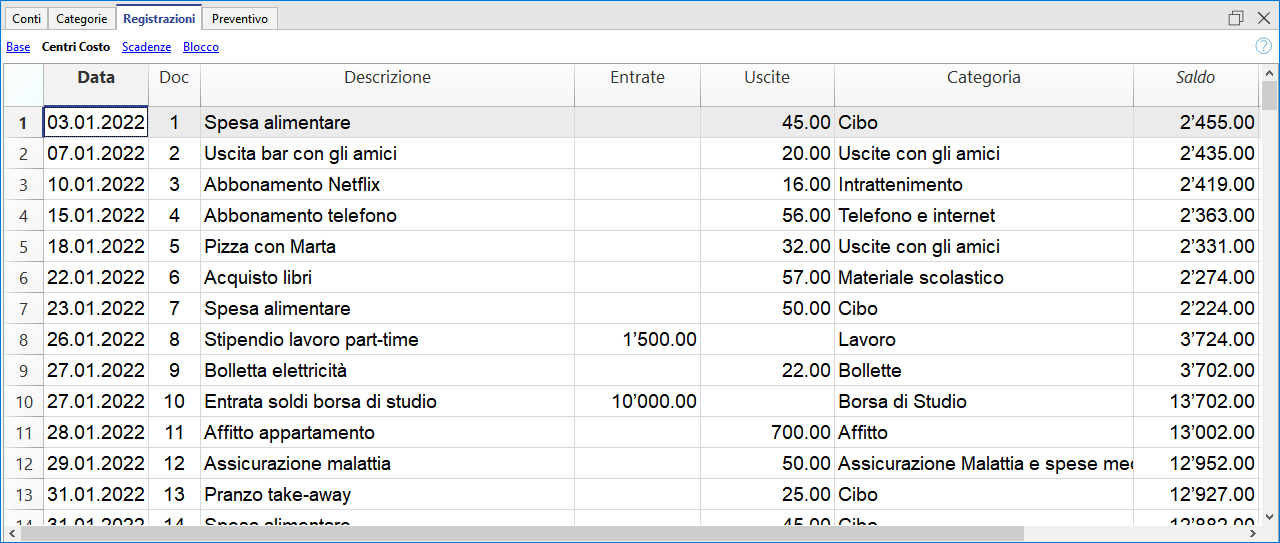 Conti Categorie Registrazioni Preventivo
Base Centri Costo Scadenze Blocco ?
Data Doc Descrizione Entrate Uscite Categoria Saldo
1 03.01.2022 1 Spesa alimentare 45.00 Cibo 2’455.00
2 07.01.2022 2 Uscita bar con gli amici 20.00 Uscite con gli amici 2’435.00
3 10.01.2022 3 Abbonamento Netflix 16.00 Intrattenimento 2’419.00
4 15.01.2022 4 Abbonamento telefono 56.00 Telefono e internet 2’363.00
5 18.01.2022 5 Pizza con Marta 32.00 Uscite con gli amici 2’331.00
6 22.01.2022 6 Acquisto libri 57.00 Materiale scolastico 2’274.00
7 23.01.2022 7 Spesa alimentare 50.00 Cibo 2’224.00
8 26.01.2022 8 Stipendio lavoro part-time 1’500.00 Lavoro 3’724.00
9 27.01.2022 9 Bolletta elettricità 22.00 Bollette 3’702.00
10 27.01.2022 10 Entrata soldi borsa di studio 10’000.00 Borsa di Studio 13’702.00
11 28.01.2022 11 Affitto appartamento 700.00 Affitto 13’002.00
12 29.01.2022 12 Assicurazione malattia 50.00 Assicurazione Malattia e spese med 12’952.00
13 31.01.2022 13 Pranzo take-away 25.00 Cibo 12’927.00
14 31.01.2022 14 Spesa alimentare 45.00 Cibo 12’882.00